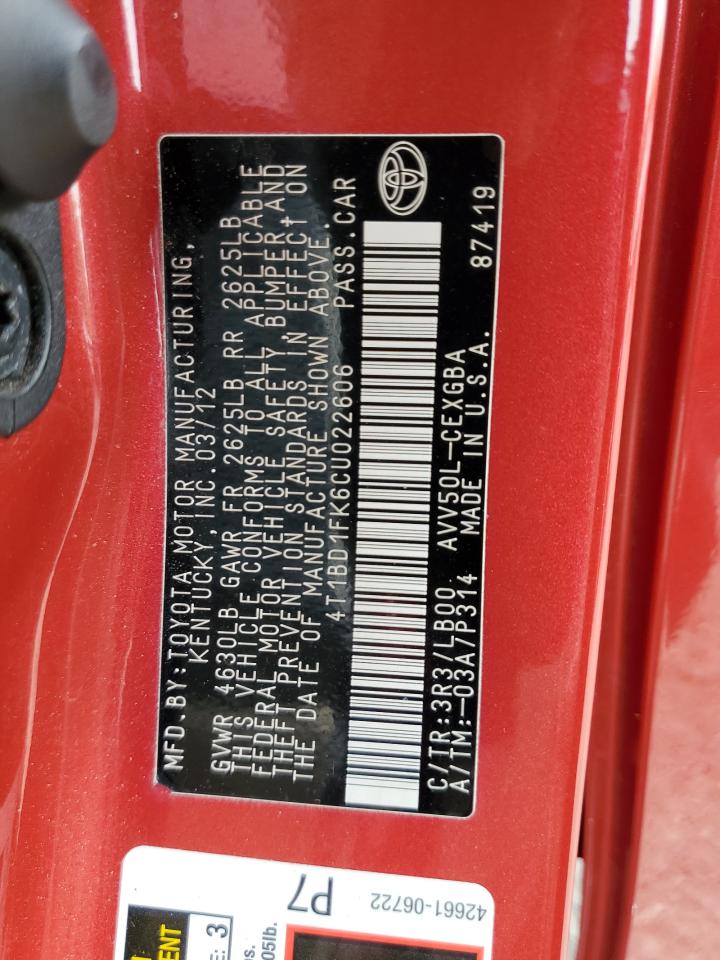 MFD.BY:TOYOTA MOTOR MANUFACTURING,
KENTUCKY,INC.03/12
GVWR 4630LB GAWR FR 2625LB RR 2625LB
THIS VEHICLE CONFORMS TO ALL APPLICABLE
FEDERAL MOTOR VEHICLE SAFETY, BUMPER AND
THEFT PREVENTION STANDARDS IN EFFECT ON
THE DATE OF MANUFACTURE SHOWN ABOVE.
4T1BD1FK6CU022606 PASS.CAR
C/TR:3R3/LB00 AVV50L-CEXGBA 87419
A/TM:-03A/P314 MADE IN U.S.A.
P7
42661-06722
3